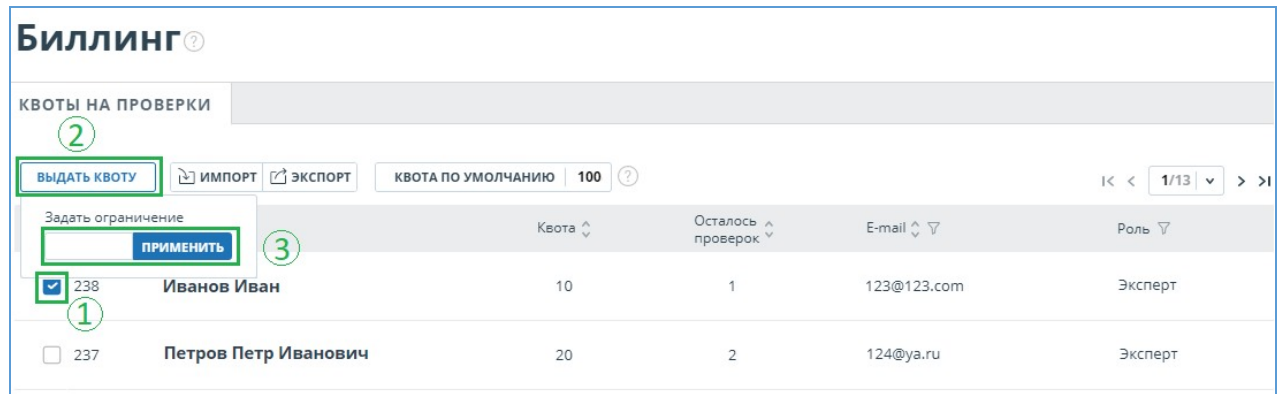 Биллинг ?
КВОТЫ НА ПРОВЕРКИ
2
ВЫДАТЬ КВОТУ ИМПОРТ ЭКСПОРТ КВОТА ПО УМОЛЧАНИЮ 100 ? 1/13
Задать ограничение
ПРИМЕНИТЬ 3
Квота Осталось проверок E-mail Роль
238 Иванов Иван 10 1 123@123.com Эксперт
1
237 Петров Петр Иванович 20 2 124@ya.ru Эксперт